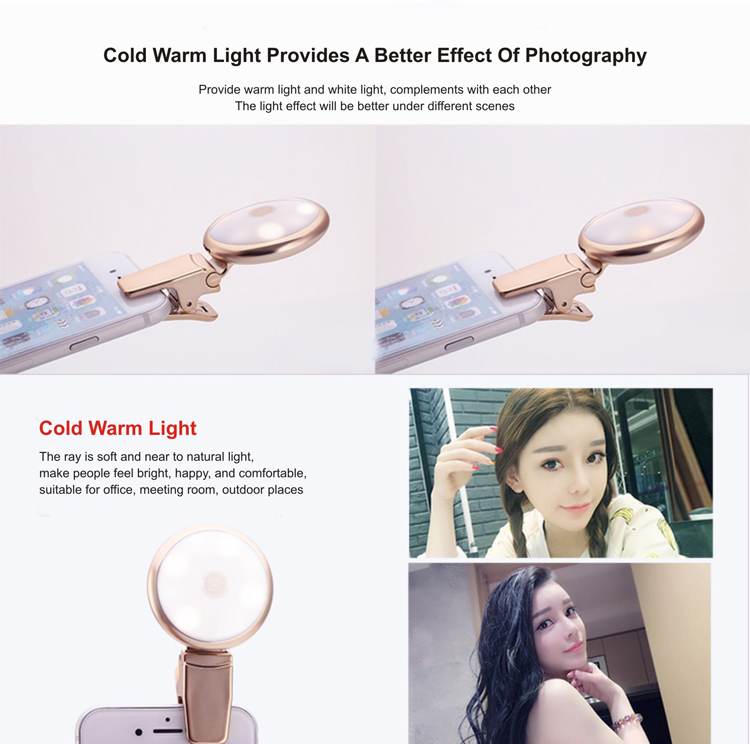 Cold Warm Light Provides A Better Effect Of Photography
Provide warm light and white light, complements with each other
The light effect will be better under different scenes
Cold Warm Light
The ray is soft and near to natural light,
make people feel bright, happy, and comfortable,
suitable for office, meeting room, outdoor places